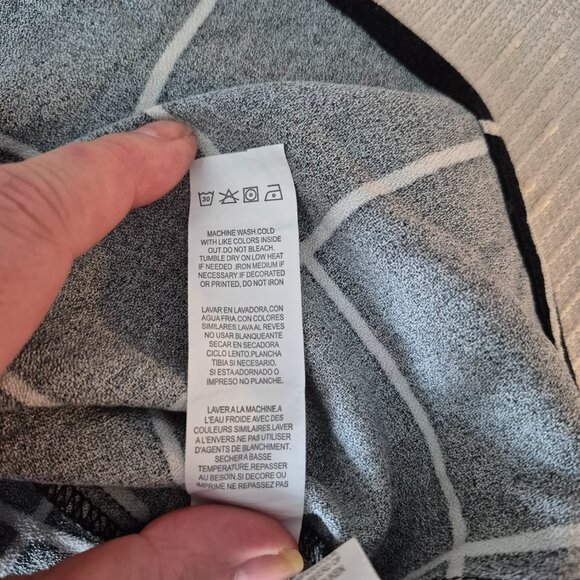 30
MACHINE WASH.COLD
WITH LIKE COLORS INSIDE
OUT.DO NOT BLEACH.
TUMBLE DRY ON LOW HEAT
IF NEEDED .IRON MEDIUM IF
NECESSARY.IF DECORATED
OR PRINTED, DO NOT IRON
LAVAR EN LAVADORA,CON
AGUA FRIA,CON COLORES
SIMILARES.LAVA AL REVES
NO USAR BLANQUEANTE
SECAR EN SECADORA
CICLO LENTO.PLANCHA
TIBIA SI NECESARIO.
SI ESTA ADORNADO O
IMPRESO NO PLANCHE.
LAVER A LA MACHINE.A
L'EAU FROIDE AVEC DES
COULEURS SIMILAIRES.LAVER
A L'ENVERS.NE PAS UTILISER
D'AGENTS DE BLANCHIMENT.
SECHER A BASSE
TEMPERATURE.REPASSER
AU BESOIN.SI DECORE OU
IMPRIME NE REPASSEZ PAS